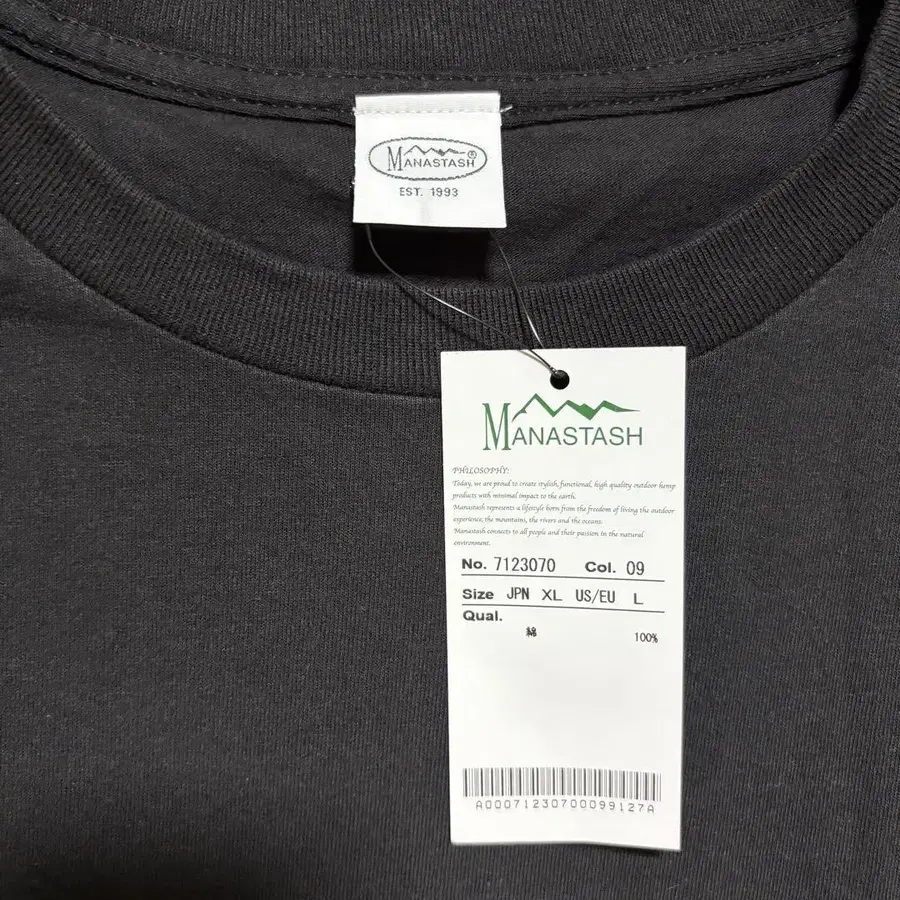 MANASTASH®
EST. 1993
MANASTASH
PHILOSOPHY:
Today, we are proud to create stylish, functional, high quality outdoor hemp
products with minimal impact to the earth.
Manastash represents a lifestyle born from the freedom of living the outdoor
experience; the mountains, the rivers and the oceans.
Manastash connects to all people and their passion in the natural
environment.
No. 7123070 Col. 09
Size JPN XL US/EU L
Qual.
綿 100%
A00071230700099127A